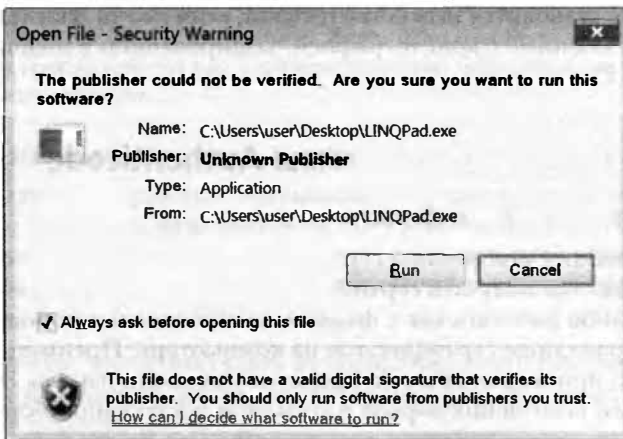 Open File - Security Warning
The publisher could not be verified. Are you sure you want to run this
software?
Name: C:\Users\user\Desktop\LINQPad.exe
Publisher: Unknown Publisher
Type: Application
From: C:\Users\user\Desktop\LINQPad.exe
Run
Cancel
Always ask before opening this file
This file does not have a valid digital signature that verifies its
publisher. You should only run software from publishers you trust.
How can I decide what software to run?